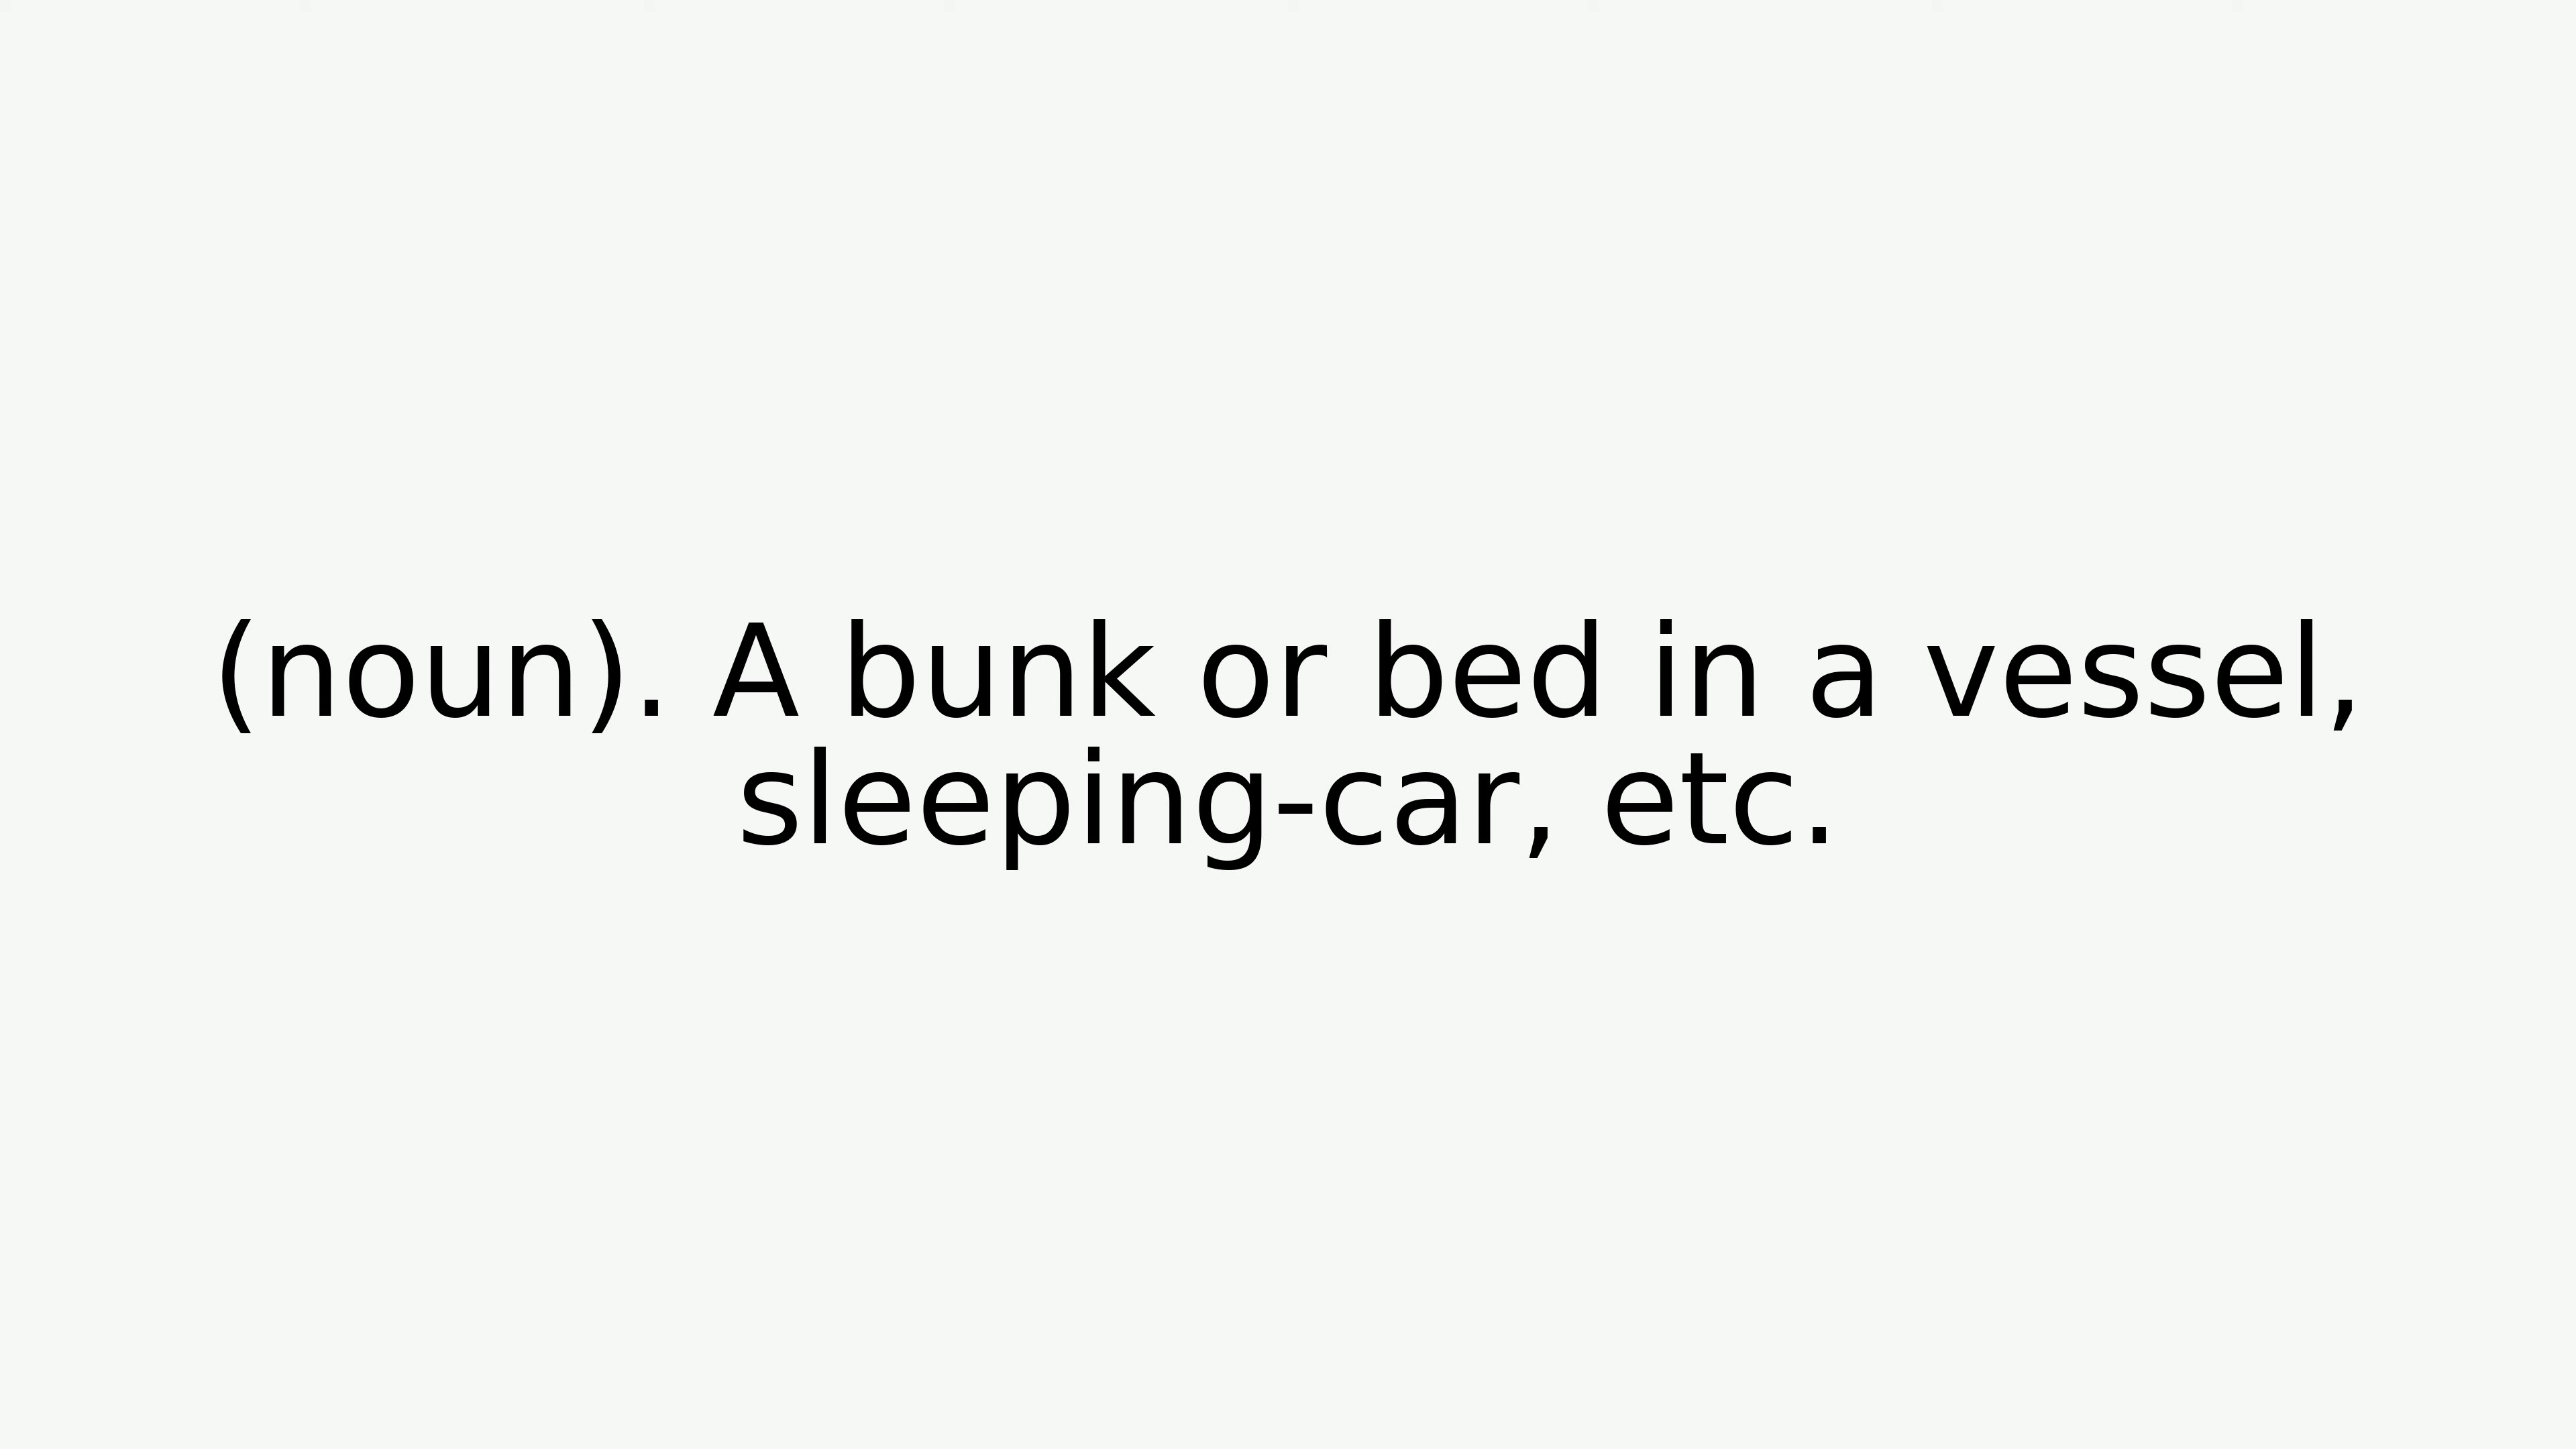 (noun). A bunk or bed in a vessel,
sleeping-car, etc.